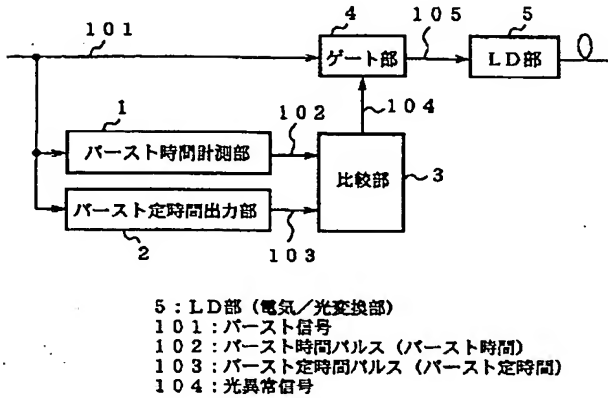 4
105
5
101
ゲート部
LD部
104
1
102
バースト時間計測部
比較部
3
バースト定時間出力部
103
2
5:LD部(電気/光変換部)
101:バースト信号
102:バースト時間パルス(バースト時間)
103:バースト定時間パルス(バースト定時間)
104:光異常信号